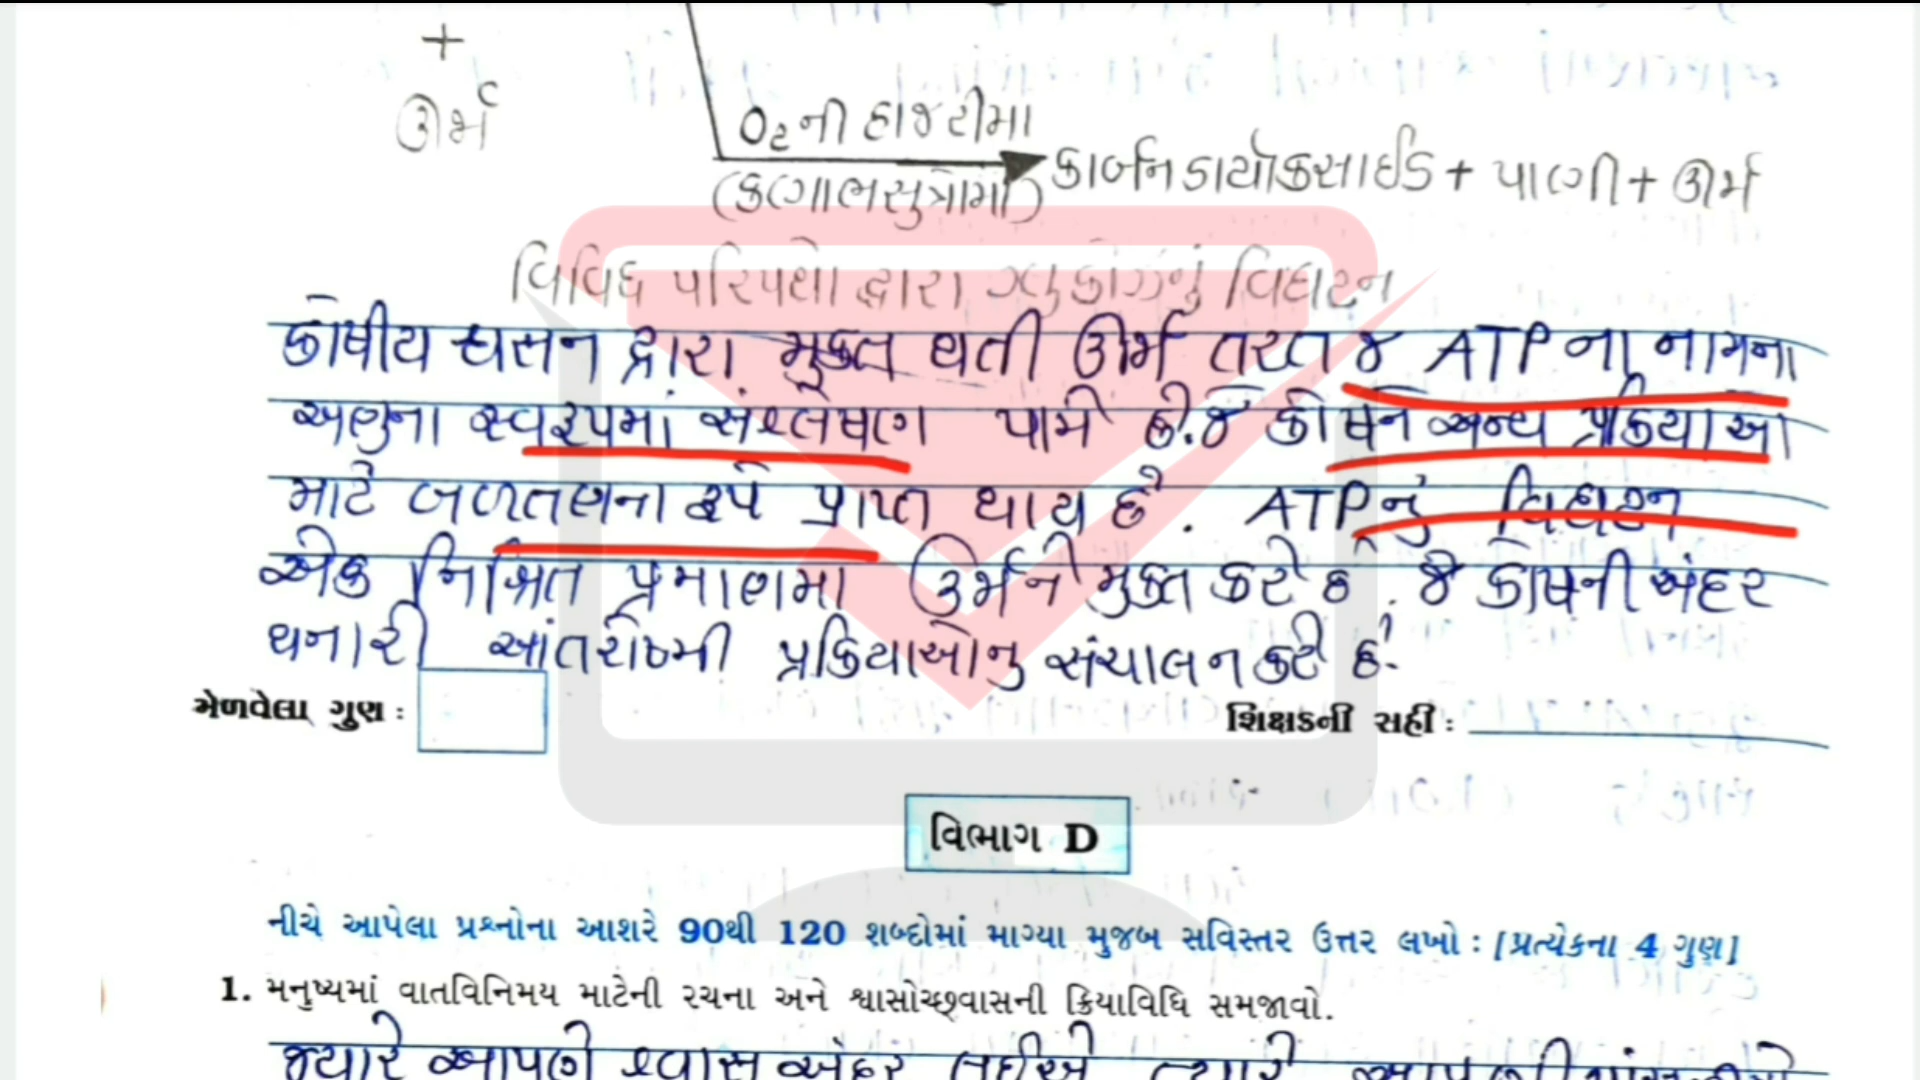 +
ઊર્જા
O₂ની હાજરીમા
(કણાભસુત્રોમાં)
કાર્બન ડાયોક્સાઈડ + પાણી + ઊર્જા
વિવિધ પરિપથો દ્વારા ગ્લુકોઝનું વિઘટન
કોષીય શ્વસન દ્વારા મુક્ત થતી ઊર્જા તરત જ ATP ના નામના
અણુના સ્વરૂપમાં સંશ્લેષણ પામે છે. જે કોષને અન્ય પ્રક્રિયાઓ
માટે બળતણના રૂપે પ્રાપ્ત થાય છે. ATPનું વિઘટન
એક નિશ્ચિત પ્રમાણમા ઉર્જાને મુક્ત કરે છે. જે કોષની અંદર
થનારી આંતરોષ્મી પ્રક્રિયાઓનુ સંચાલન કરી છે.
મેળવેલા ગુણ :
શિક્ષકની સહી :
વિભાગ D
નીચે આપેલા પ્રશ્નોના આશરે 90થી 120 શબ્દોમાં માગ્યા મુજબ સવિસ્તર ઉત્તર લખો : [પ્રત્યેકના 4 ગુણ]
1. મનુષ્યમાં વાતવિનિમય માટેની રચના અને શ્વાસોચ્છ્વાસની ક્રિયાવિધિ સમજાવો.
જ્યારે આપણે શ્વાસ અંદર લઈએ ત્યારે